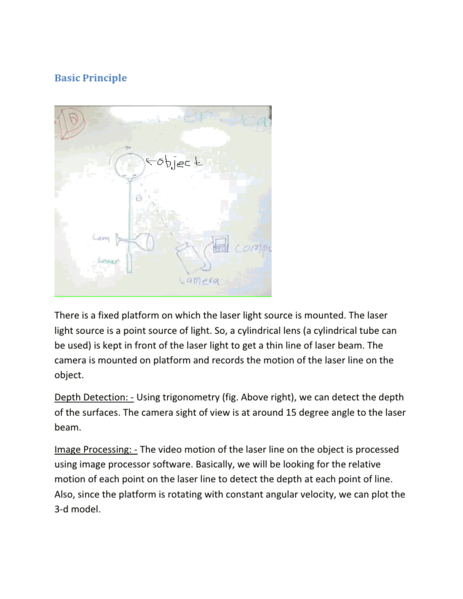 Basic Principle
object
Laser
Camera
There is a fixed platform on which the laser light source is mounted. The laser
light source is a point source of light. So, a cylindrical lens (a cylindrical tube can
be used) is kept in front of the laser light to get a thin line of laser beam. The
camera is mounted on platform and records the motion of the laser line on the
object.
Depth Detection: - Using trigonometry (fig. Above right), we can detect the depth
of the surfaces. The camera sight of view is at around 15 degree angle to the laser
beam.
Image Processing: - The video motion of the laser line on the object is processed
using image processor software. Basically, we will be looking for the relative
motion of each point on the laser line to detect the depth at each point of line.
Also, since the platform is rotating with constant angular velocity, we can plot the
3-d model.